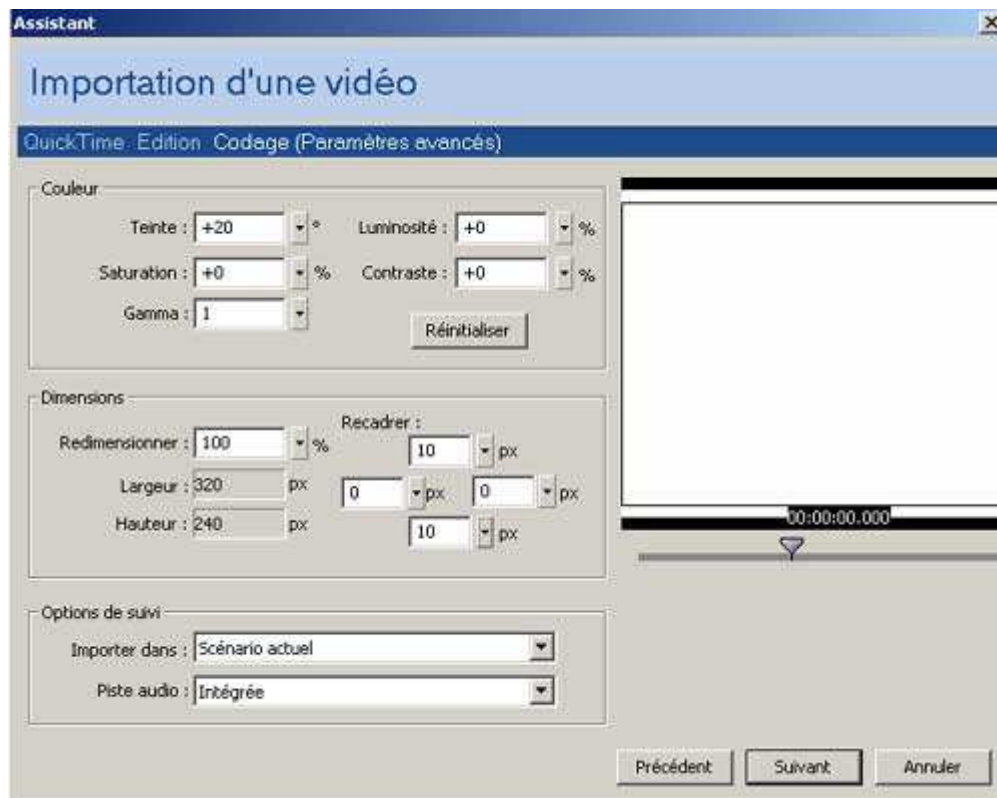 Assistant
Importation d'une vidéo
QuickTime Edition Codage (Paramètres avancés)
Couleur
Teinte : +20 ° Luminosité : +0 %
Saturation : +0 % Contraste : +0 %
Gamma : 1
Réinitialiser
Dimensions
Recadrer :
Redimensionner : 100 % 10 px
Largeur : 320 px 0 px 0 px
Hauteur : 240 px 10 px
00:00:00.000
Options de suivi
Importer dans : Scénario actuel
Piste audio : Intégrée
Précédent Suivant Annuler